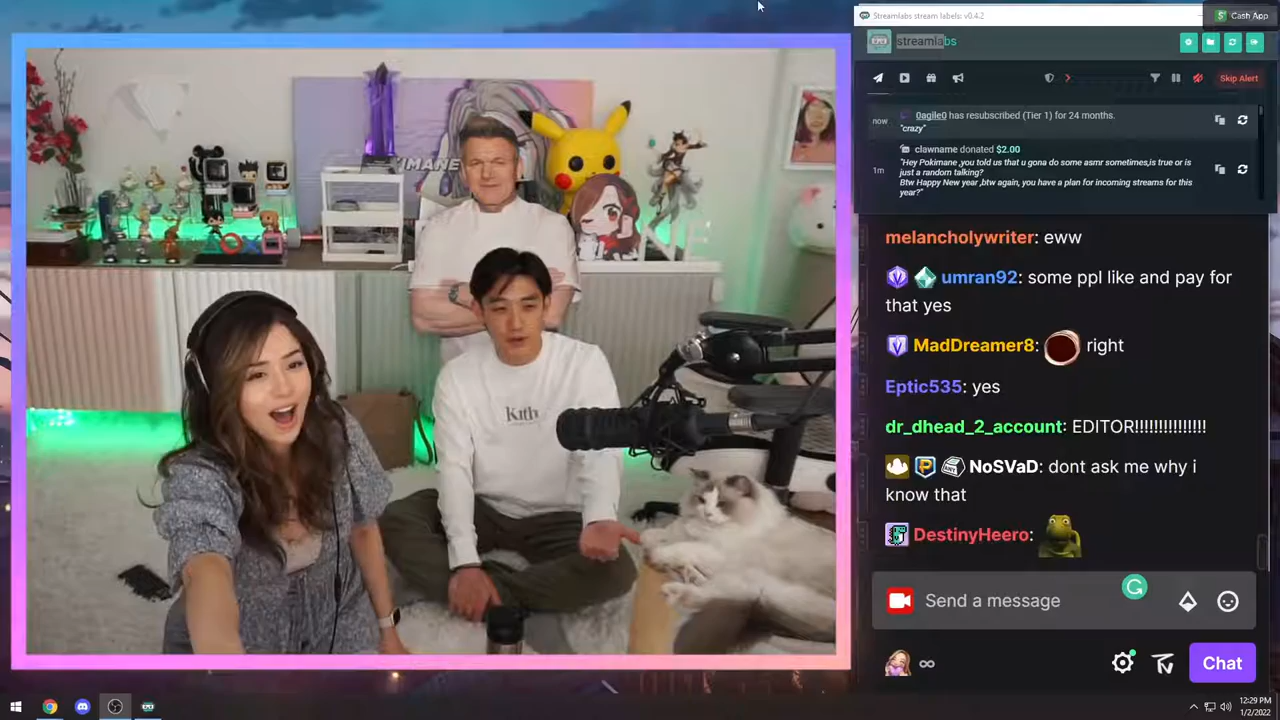 Streamlabs stream labels: v0.4.2
Cash App
streamlabs
Skip Alert
now
0agile0 has resubscribed (Tier 1) for 24 months.
"crazy"
1m
clawname donated $2.00
"Hey Pokimane ,you told us that u gona do some asmr sometimes,is true or is
just a random talking?
Btw Happy New year ,btw again, you have a plan for incoming streams for this
year?"
melancholywriter: eww
umran92: some ppl like and pay for
that yes
MadDreamer8: right
Eptic535: yes
dr_dhead_2_account: EDITOR!!!!!!!!!!!!!!!
NoSVaD: dont ask me why i
know that
DestinyHeero:
Send a message
Chat
IMANE
Kith
12:29 PM
1/2/2022